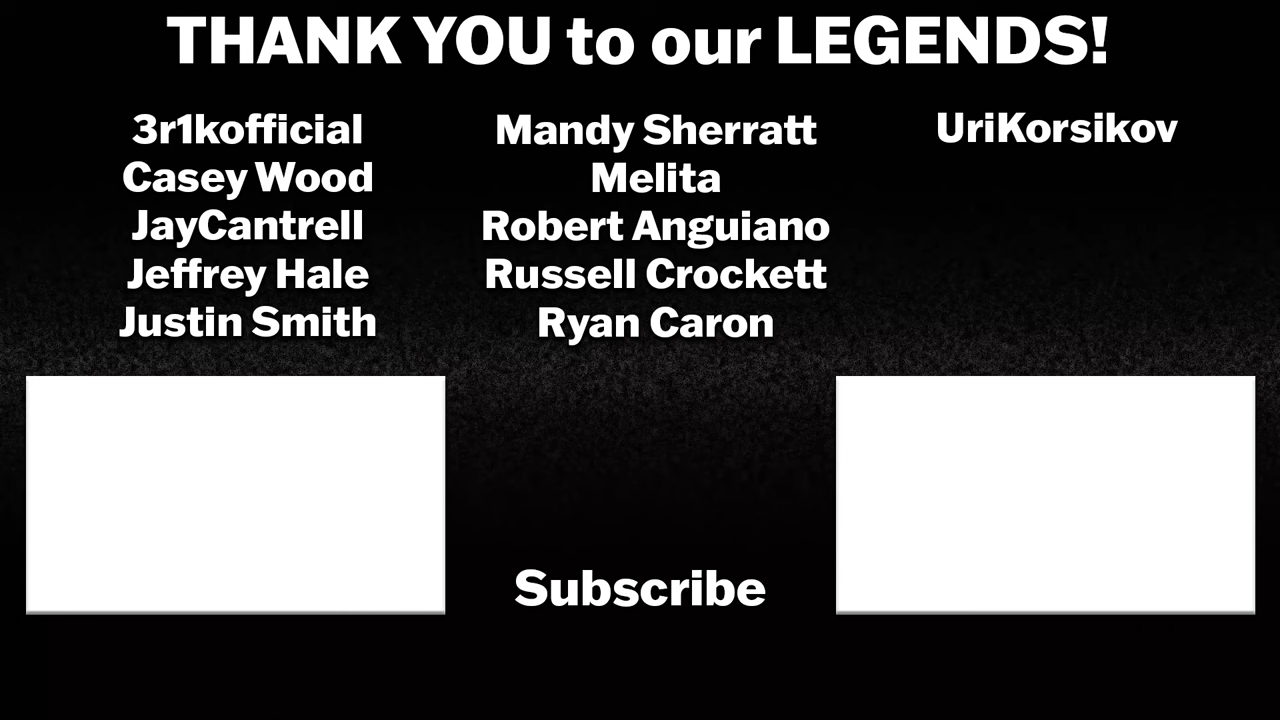 THANK YOU to our LEGENDS!
3r1kofficial
Casey Wood
JayCantrell
Jeffrey Hale
Justin Smith
Mandy Sherratt
Melita
Robert Anguiano
Russell Crockett
Ryan Caron
UriKorsikov
Subscribe